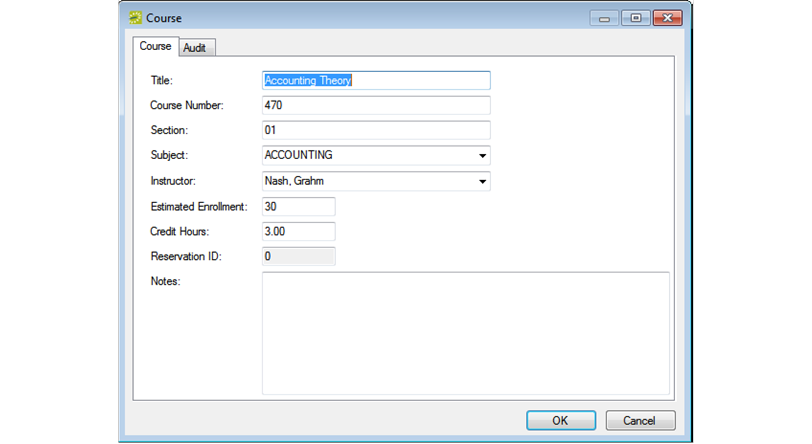 Course
Course Audit
Title: Accounting Theory
Course Number: 470
Section: 01
Subject: ACCOUNTING
Instructor: Nash, Grahm
Estimated Enrollment: 30
Credit Hours: 3.00
Reservation ID: 0
Notes:
OK Cancel